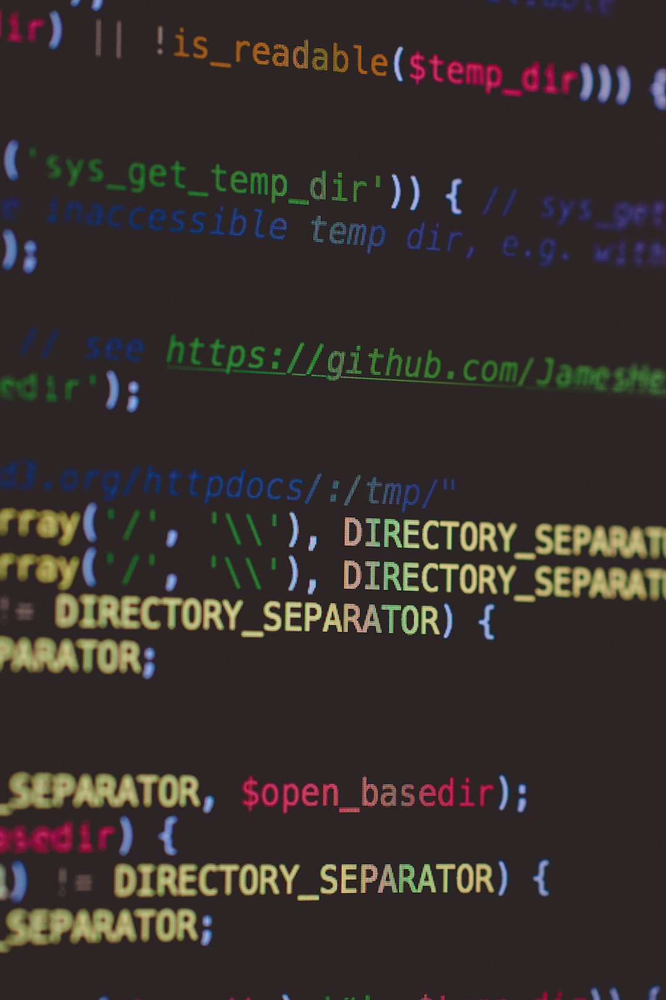 ir) || !is_readable($temp_dir))) {
('sys_get_temp_dir')) { // sys_get
e inaccessible temp dir, e.g. with
);
// see https://github.com/JamesHe
edir');
d3.org/httpdocs/:/tmp/"
rray('/', '\\'), DIRECTORY_SEPARAT
rray('/', '\\'), DIRECTORY_SEPARAT
!= DIRECTORY_SEPARATOR) {
PARATOR;
_SEPARATOR, $open_basedir);
asedir) {
) != DIRECTORY_SEPARATOR) {
_SEPARATOR;